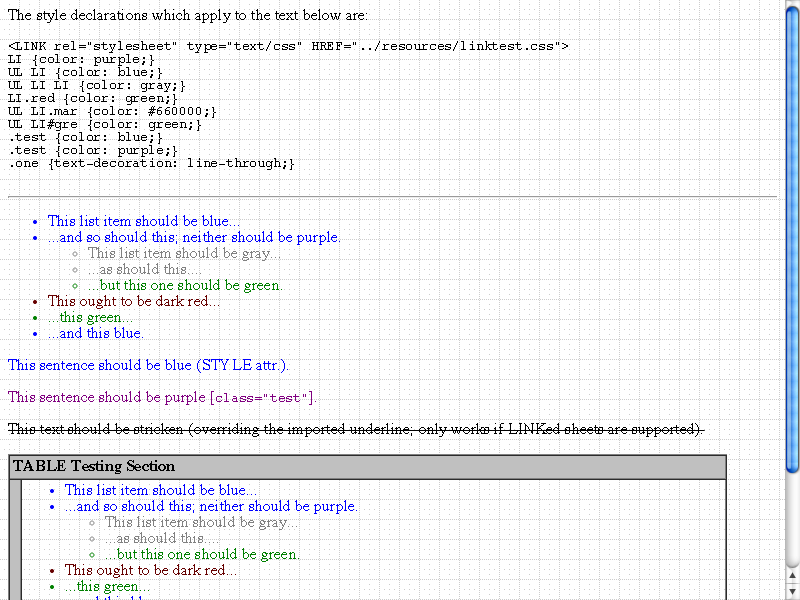 The style declarations which apply to the text below are:
<LINK rel="stylesheet" type="text/css" HREF="../resources/linktest.css">
LI {color: purple;}
UL LI {color: blue;}
UL LI LI {color: gray;}
LI.red {color: green;}
UL LI.mar {color: #660000;}
UL LI#gre {color: green;}
.test {color: blue;}
.test {color: purple;}
.one {text-decoration: line-through;}
This list item should be blue...
...and so should this; neither should be purple.
This list item should be gray...
...as should this....
...but this one should be green.
This ought to be dark red...
...this green...
...and this blue.
This sentence should be blue (STYLE attr.).
This sentence should be purple [class="test"].
This text should be stricken (overriding the imported underline; only works if LINKed sheets are supported).
TABLE Testing Section
This list item should be blue...
...and so should this; neither should be purple.
This list item should be gray...
...as should this....
...but this one should be green.
This ought to be dark red...
...this green...